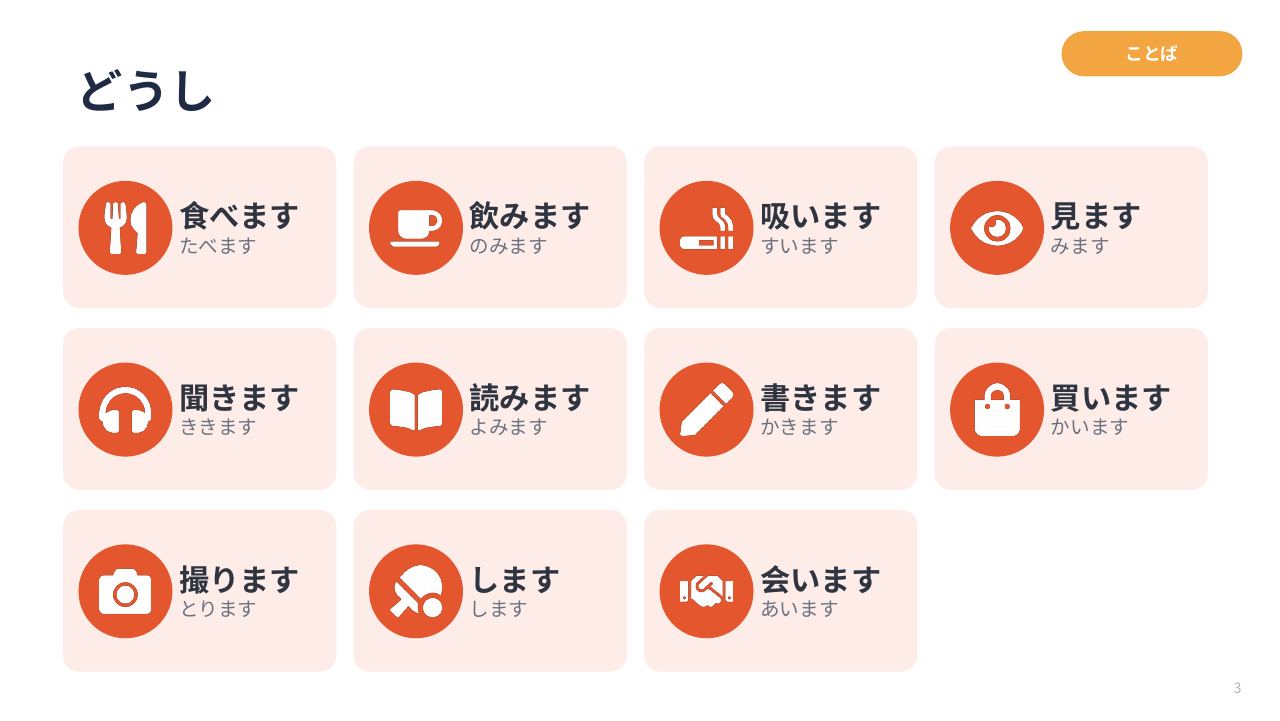 ことば
どうし
食べます
たべます
飲みます
のみます
吸います
すいます
見ます
みます
聞きます
ききます
読みます
よみます
書きます
かきます
買います
かいます
撮ります
とります
します
します
会います
あいます
3